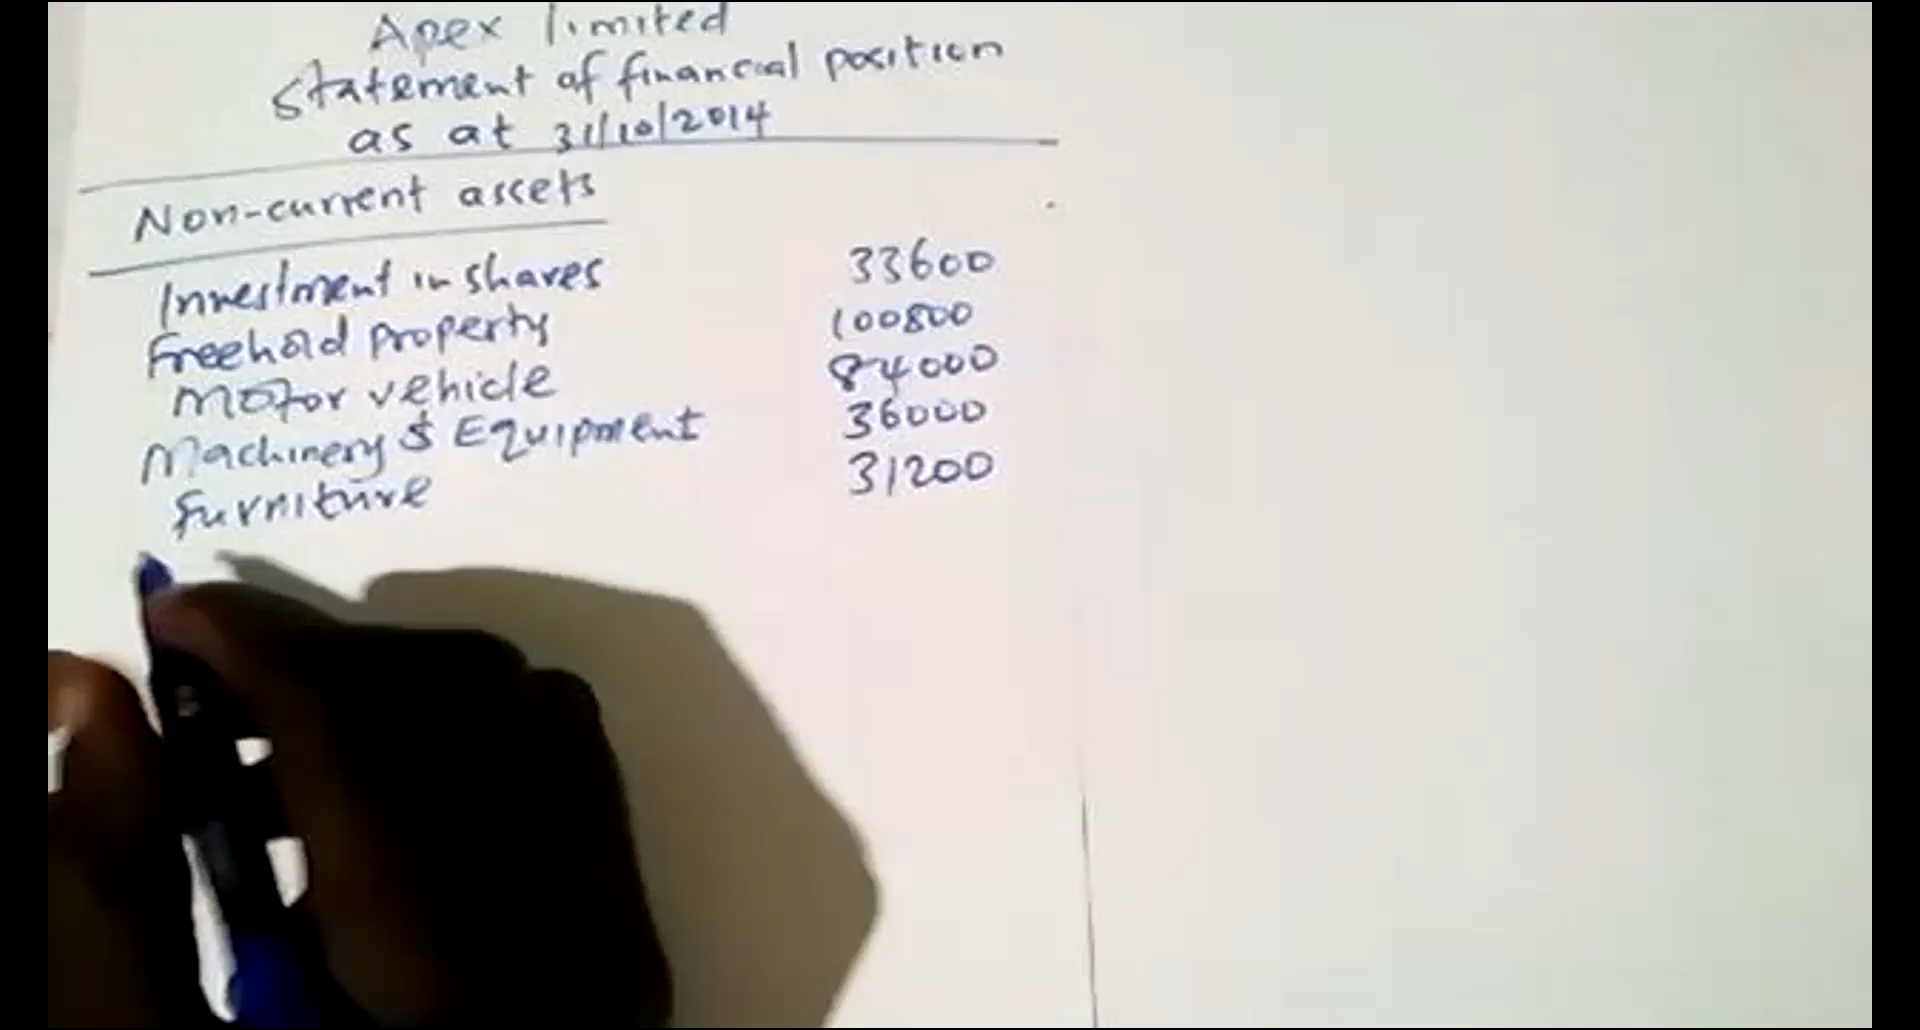 Apex limited
Statement of financial position
as at 31/10/2014
Non-current assets
Investment in shares 33600
Freehold property 100800
Motor vehicle 84000
Machinery & Equipment 36000
furniture 31200